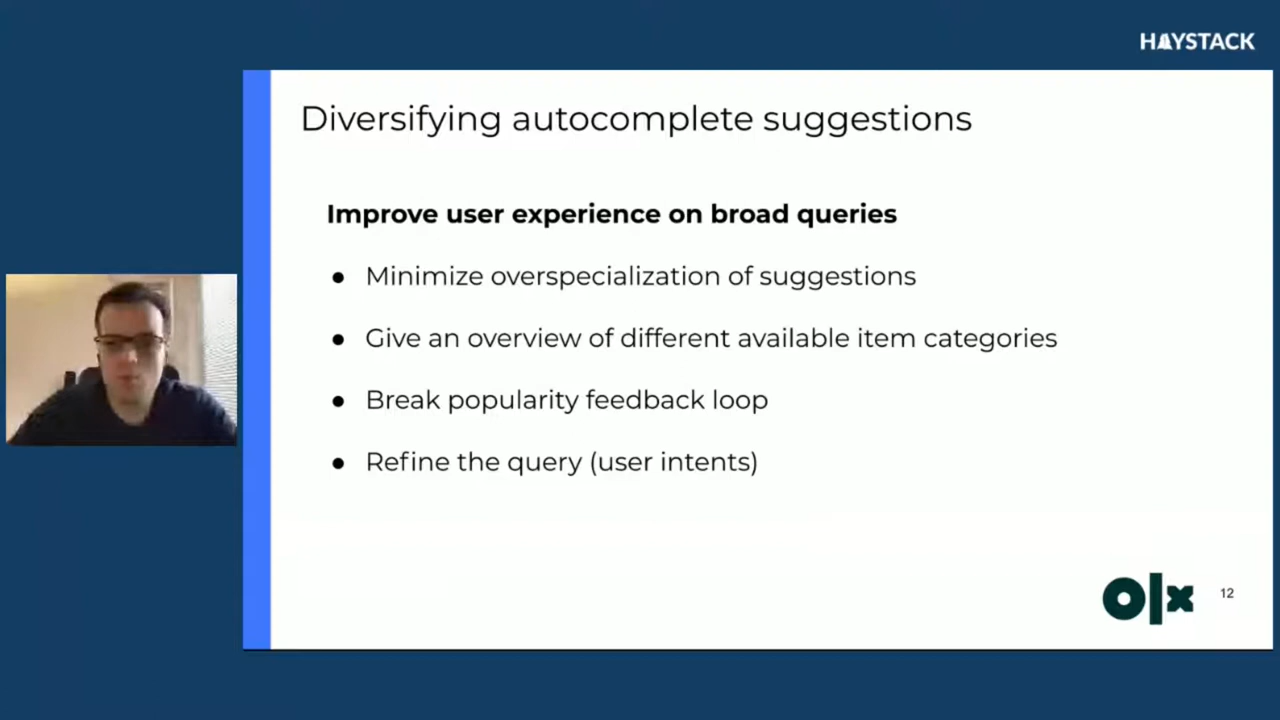 HAYSTACK
Diversifying autocomplete suggestions
Improve user experience on broad queries
● Minimize overspecialization of suggestions
● Give an overview of different available item categories
● Break popularity feedback loop
● Refine the query (user intents)
olx
12